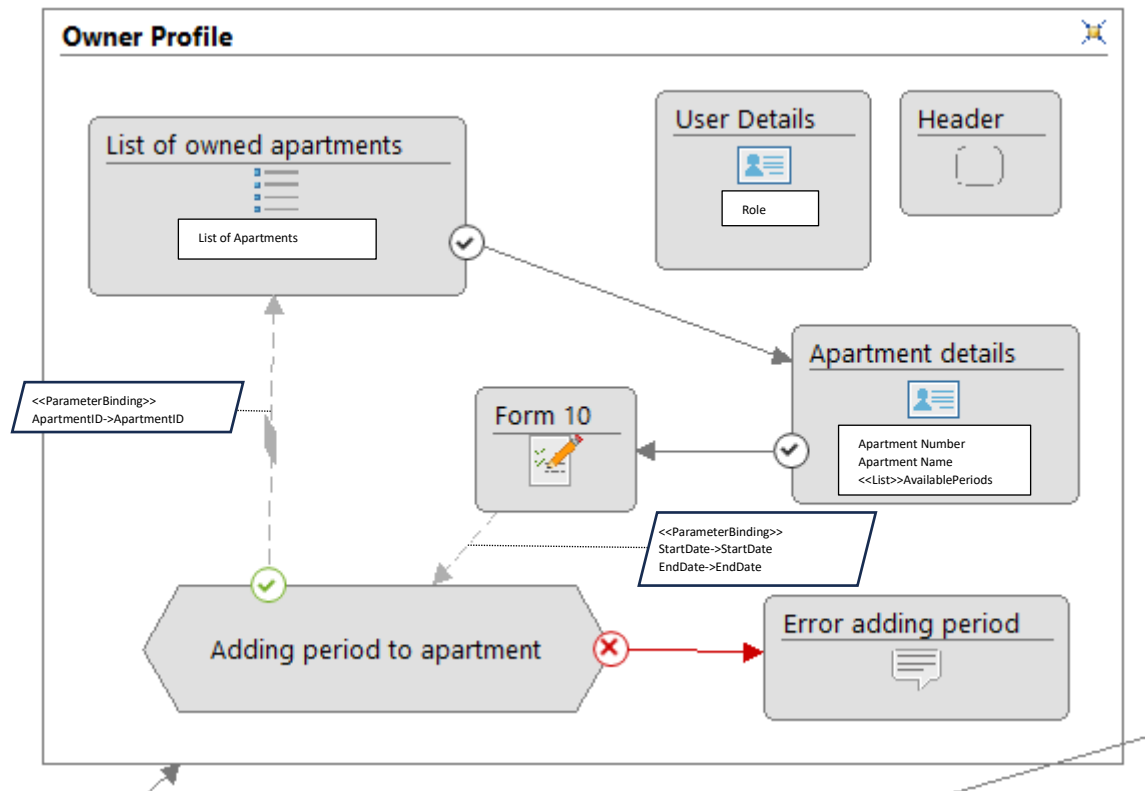 Owner Profile
List of owned apartments
List of Apartments
User Details
Role
Header
Apartment details
Apartment Number
Apartment Name
<<List>>AvailablePeriods
<<ParameterBinding>>
ApartmentID->ApartmentID
Form 10
<<ParameterBinding>>
StartDate->StartDate
EndDate->EndDate
Adding period to apartment
Error adding period